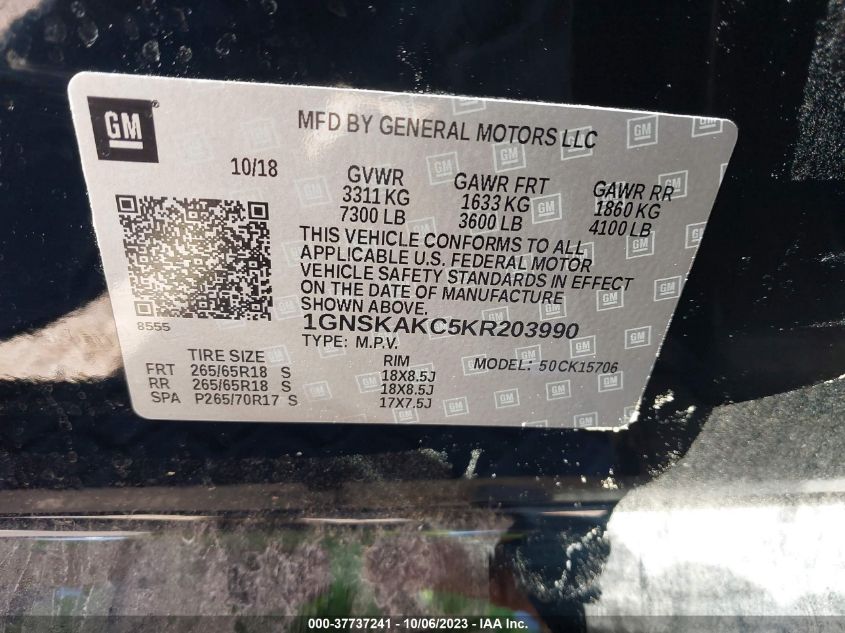 GM
MFD BY GENERAL MOTORS LLC
10/18
GVWR
3311 KG
7300 LB
GAWR FRT
1633 KG
3600 LB
GAWR RR
1860 KG
4100 LB
THIS VEHICLE CONFORMS TO ALL
APPLICABLE U.S. FEDERAL MOTOR
VEHICLE SAFETY STANDARDS IN EFFECT
ON THE DATE OF MANUFACTURE
SHOWN ABOVE.
8555
1GNSKAKC5KR203990
TYPE: M.P.V.
MODEL: 50CK15706
TIRE SIZE RIM
FRT 265/65R18 S 18X8.5J
RR 265/65R18 S 18X8.5J
SPA P265/70R17 S 17X7.5J
000-37737241 - 10/06/2023 - ©IAA Inc.